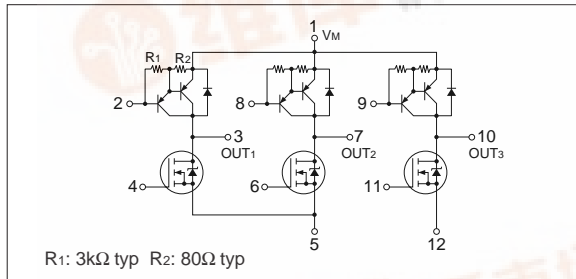 1
VM
R1 R2
2 8 9
3 7 10
OUT1 OUT2 OUT3
4 6 11
5 12
R1: 3kΩ typ R2: 80Ω typ